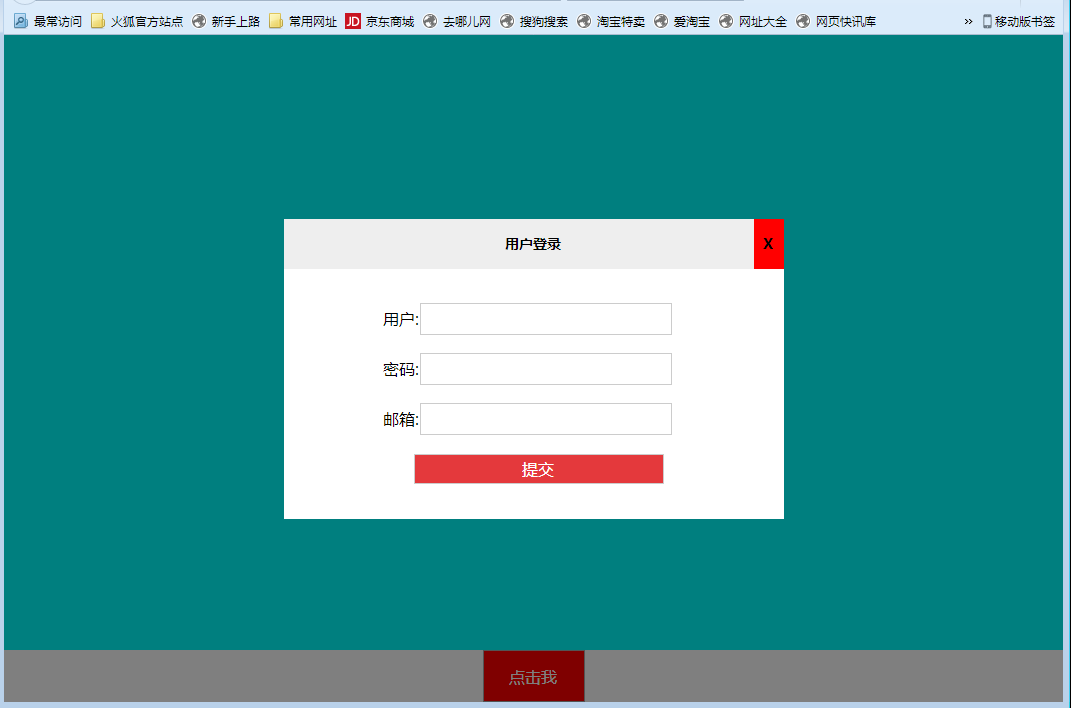 最常访问 火狐官方站点 新手上路 常用网址 JD 京东商城 去哪儿网 搜狗搜索 淘宝特卖 爱淘宝 网址大全 网页快讯库 » 移动版书签
用户登录 X
用户:
密码:
邮箱:
提交
点击我